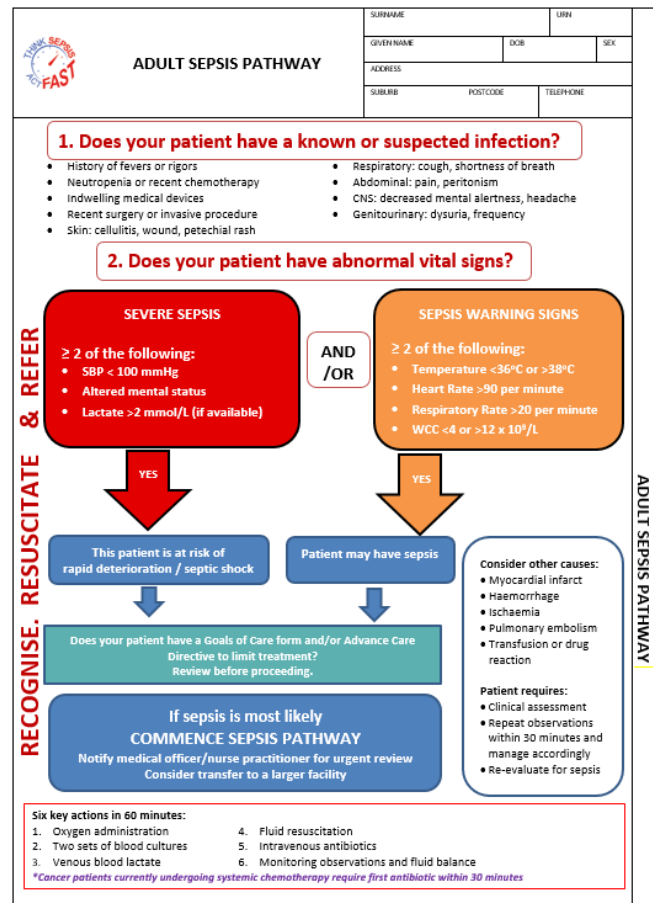 THINK SEPSIS
ACT FAST
ADULT SEPSIS PATHWAY
SURNAME
URN
GIVEN NAME
DOB
SEX
ADDRESS
SUBURB
POSTCODE
TELEPHONE
1. Does your patient have a known or suspected infection?
• History of fevers or rigors
• Neutropenia or recent chemotherapy
• Indwelling medical devices
• Recent surgery or invasive procedure
• Skin: cellulitis, wound, petechial rash
• Respiratory: cough, shortness of breath
• Abdominal: pain, peritonism
• CNS: decreased mental alertness, headache
• Genitourinary: dysuria, frequency
2. Does your patient have abnormal vital signs?
RECOGNISE. RESUSCITATE & REFER
SEVERE SEPSIS
≥ 2 of the following:
• SBP < 100 mmHg
• Altered mental status
• Lactate >2 mmol/L (if available)
AND
/OR
SEPSIS WARNING SIGNS
≥ 2 of the following:
• Temperature <36°C or >38°C
• Heart Rate >90 per minute
• Respiratory Rate >20 per minute
• WCC <4 or >12 x 10⁹/L
YES
YES
This patient is at risk of
rapid deterioration / septic shock
Patient may have sepsis
Does your patient have a Goals of Care form and/or Advance Care
Directive to limit treatment?
Review before proceeding.
If sepsis is most likely
COMMENCE SEPSIS PATHWAY
Notify medical officer/nurse practitioner for urgent review
Consider transfer to a larger facility
Consider other causes:
• Myocardial infarct
• Haemorrhage
• Ischaemia
• Pulmonary embolism
• Transfusion or drug
reaction
Patient requires:
• Clinical assessment
• Repeat observations
within 30 minutes and
manage accordingly
• Re-evaluate for sepsis
ADULT SEPSIS PATHWAY
Six key actions in 60 minutes:
1. Oxygen administration
2. Two sets of blood cultures
3. Venous blood lactate
4. Fluid resuscitation
5. Intravenous antibiotics
6. Monitoring observations and fluid balance
*Cancer patients currently undergoing systemic chemotherapy require first antibiotic within 30 minutes